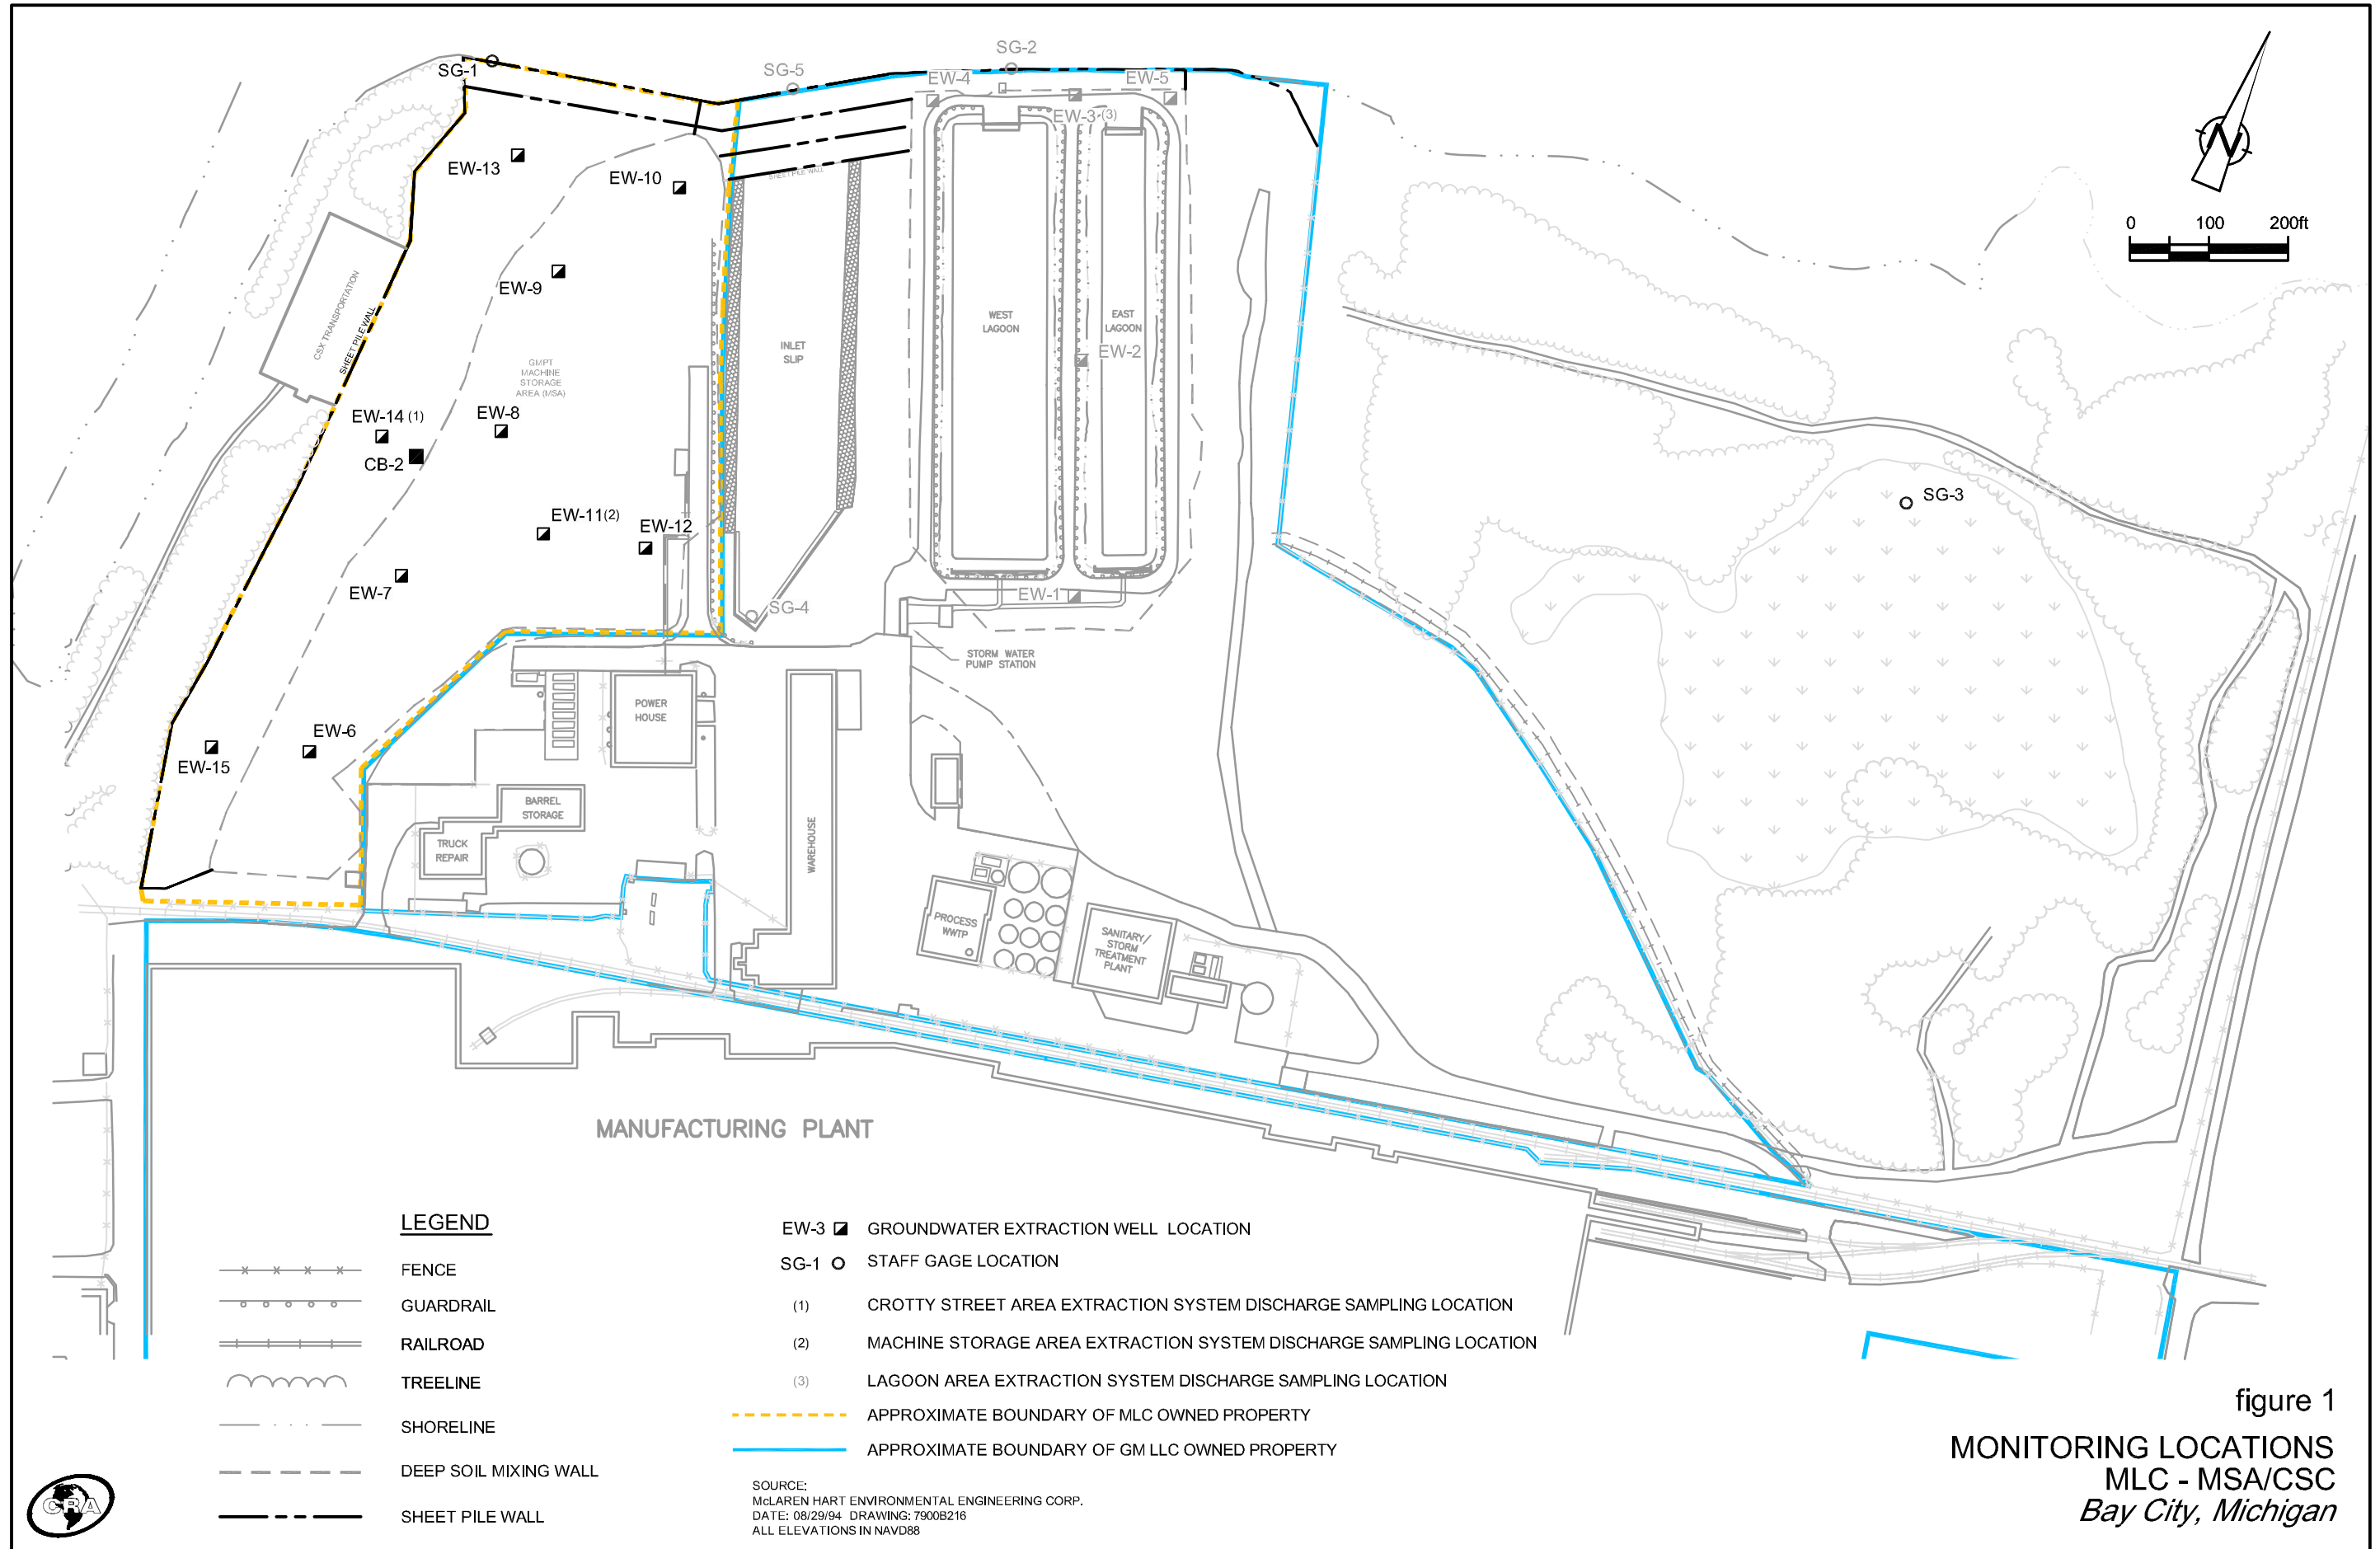 SG-1
SG-5
SG-2
EW-4
EW-5
EW-3 (3)
EW-13
EW-10
SHEET PILE WALL
N
0 100 200ft
EW-9
CSX TRANSPORTATION
SHEET PILE WALL
GMPT
MACHINE
STORAGE
AREA (MSA)
INLET
SLIP
WEST
LAGOON
EAST
LAGOON
EW-2
EW-14 (1)
EW-8
CB-2
SG-3
EW-11(2)
EW-12
EW-7
SG-4
EW-1
STORM WATER
PUMP STATION
POWER
HOUSE
EW-6
EW-15
BARREL
STORAGE
TRUCK
REPAIR
WAREHOUSE
PROCESS
WWTP
SANITARY/
STORM
TREATMENT
PLANT
MANUFACTURING PLANT
LEGEND
FENCE
GUARDRAIL
RAILROAD
TREELINE
SHORELINE
DEEP SOIL MIXING WALL
SHEET PILE WALL
EW-3 GROUNDWATER EXTRACTION WELL LOCATION
SG-1 STAFF GAGE LOCATION
(1) CROTTY STREET AREA EXTRACTION SYSTEM DISCHARGE SAMPLING LOCATION
(2) MACHINE STORAGE AREA EXTRACTION SYSTEM DISCHARGE SAMPLING LOCATION
(3) LAGOON AREA EXTRACTION SYSTEM DISCHARGE SAMPLING LOCATION
APPROXIMATE BOUNDARY OF MLC OWNED PROPERTY
APPROXIMATE BOUNDARY OF GM LLC OWNED PROPERTY
SOURCE:
McLAREN HART ENVIRONMENTAL ENGINEERING CORP.
DATE: 08/29/94 DRAWING: 7900B216
ALL ELEVATIONS IN NAVD88
CRA
figure 1
MONITORING LOCATIONS
MLC - MSA/CSC
Bay City, Michigan